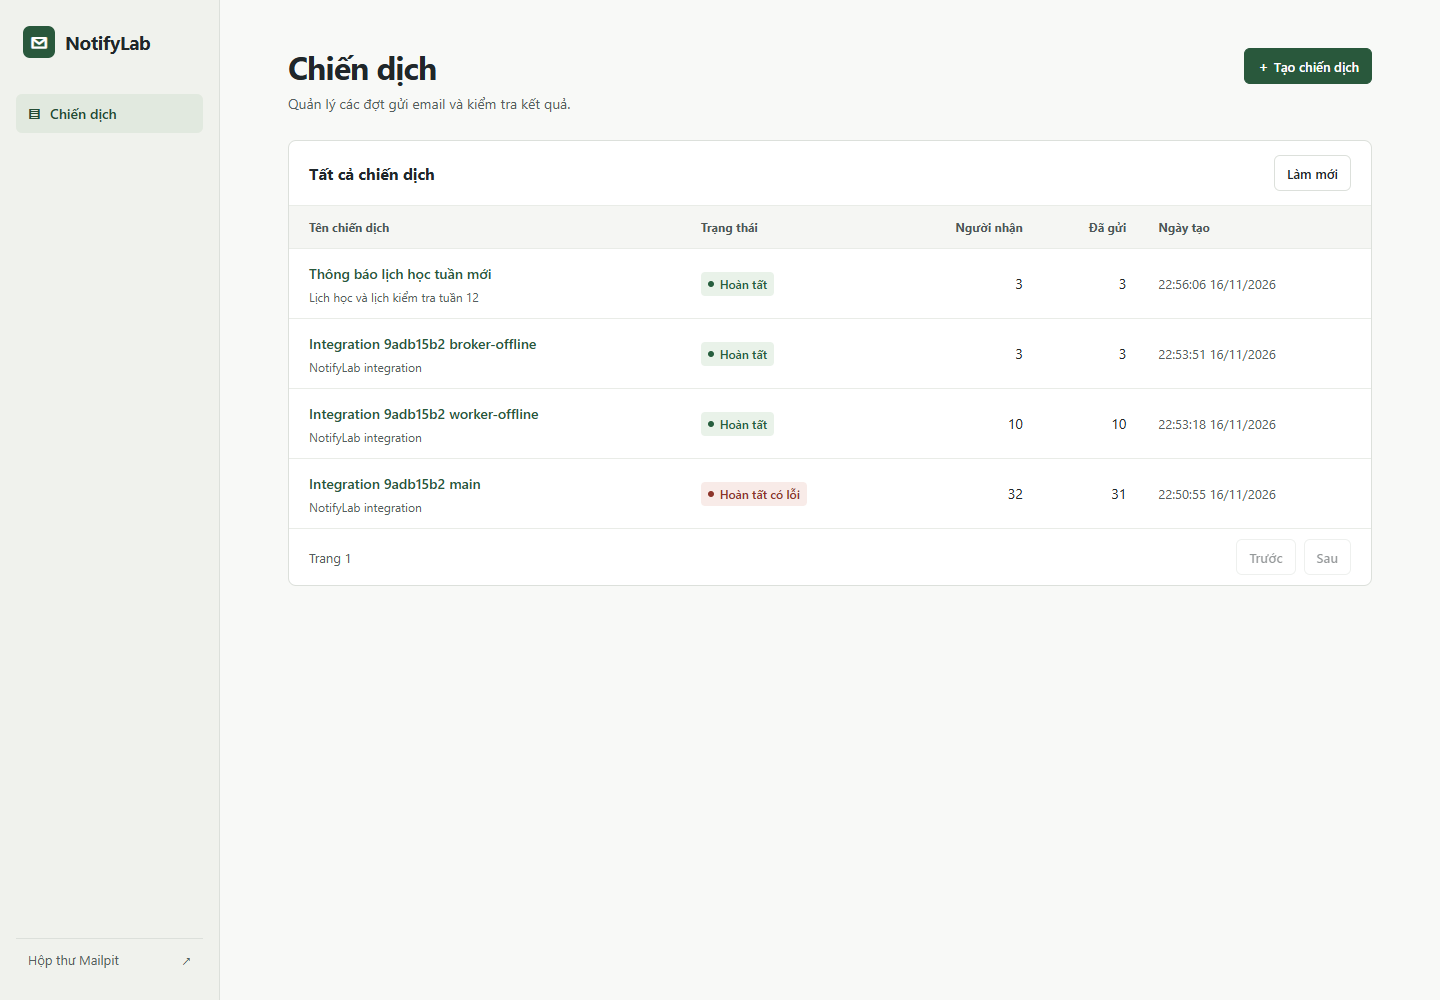 NotifyLab
Chiến dịch
Hộp thư Mailpit ↗
Chiến dịch
Quản lý các đợt gửi email và kiểm tra kết quả.
+ Tạo chiến dịch
Tất cả chiến dịch
Làm mới
Tên chiến dịch Trạng thái Người nhận Đã gửi Ngày tạo
Thông báo lịch học tuần mới
Lịch học và lịch kiểm tra tuần 12
Hoàn tất 3 3 22:56:06 16/11/2026
Integration 9adb15b2 broker-offline
NotifyLab integration
Hoàn tất 3 3 22:53:51 16/11/2026
Integration 9adb15b2 worker-offline
NotifyLab integration
Hoàn tất 10 10 22:53:18 16/11/2026
Integration 9adb15b2 main
NotifyLab integration
Hoàn tất có lỗi 32 31 22:50:55 16/11/2026
Trang 1
Trước Sau